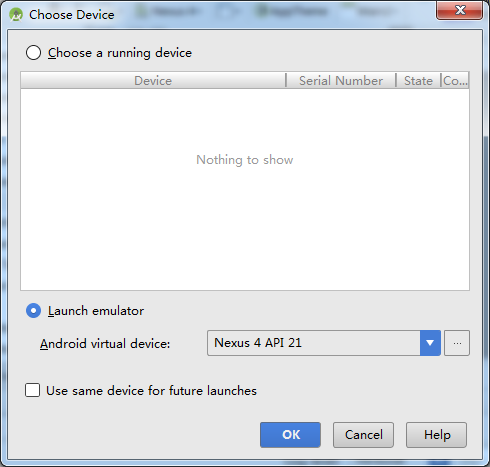 Choose Device
Choose a running device
Device Serial Number State Co...
Nothing to show
Launch emulator
Android virtual device: Nexus 4 API 21 ...
Use same device for future launches
OK Cancel Help